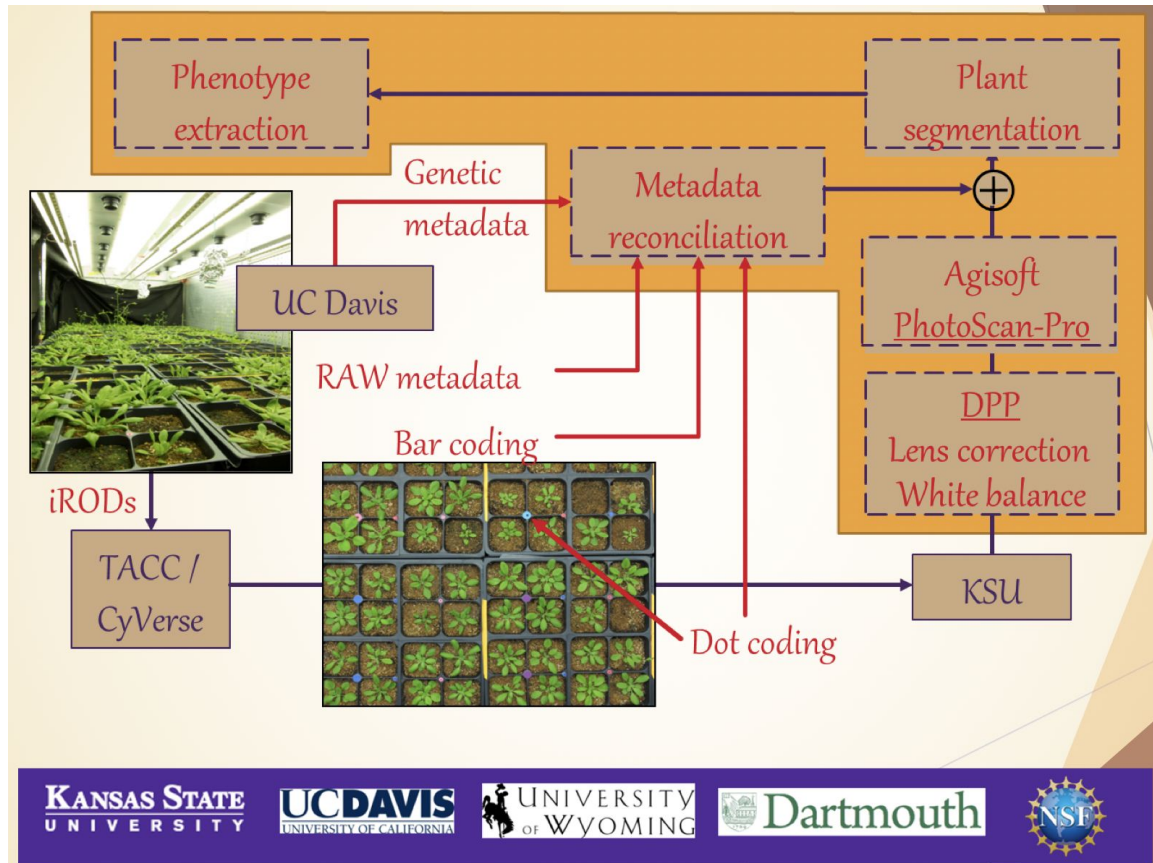 Phenotype
extraction
Plant
segmentation
Genetic
metadata
Metadata
reconciliation
UC Davis
Agisoft
PhotoScan-Pro
RAW metadata
DPP
Lens correction
White balance
Bar coding
iRODs
TACC /
CyVerse
KSU
Dot coding
KANSAS STATE
UNIVERSITY
UCDAVIS
UNIVERSITY OF CALIFORNIA
UNIVERSITY
OF WYOMING
Dartmouth
NSF